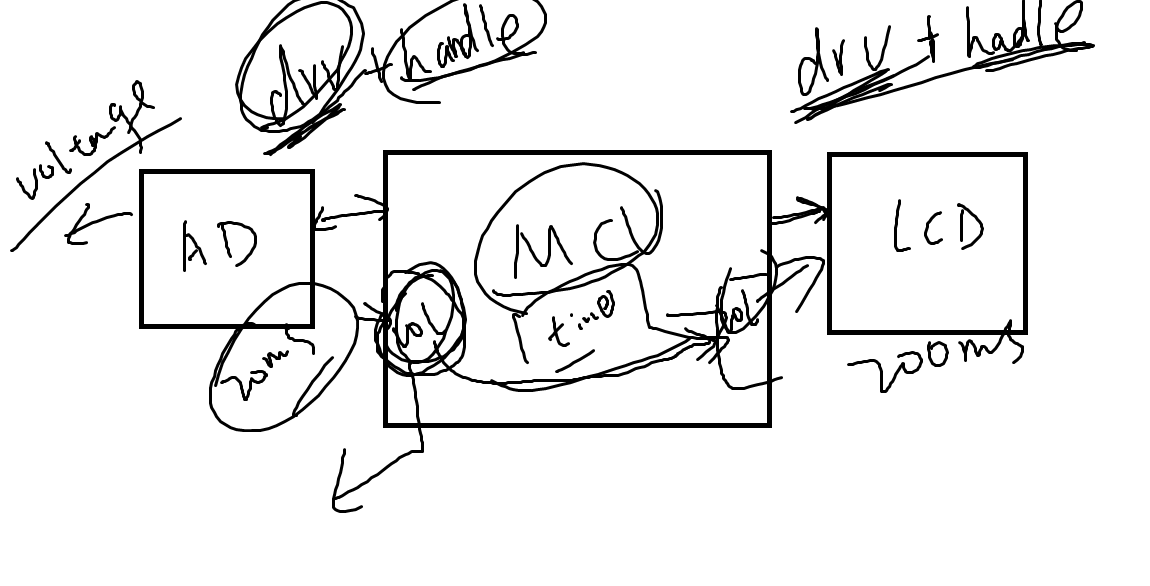 drv + handle
drv + hadle
voltage
AD
MCU
LCD
vol
time
vol
20ms
200ms